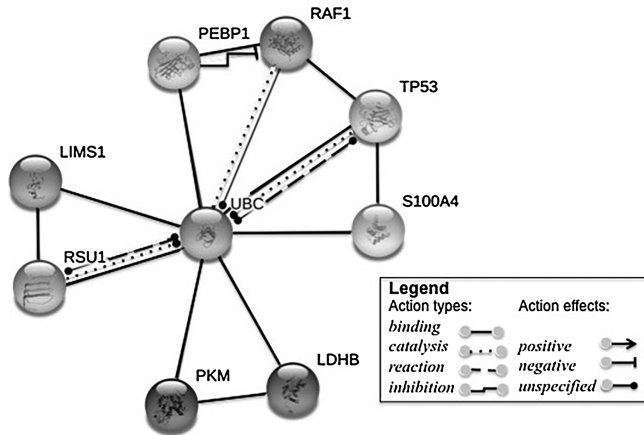 RAF1
PEBP1
TP53
LIMS1
UBC
S100A4
RSU1
PKM
LDHB
Legend
Action types: Action effects:
binding
catalysis positive
reaction negative
inhibition unspecified